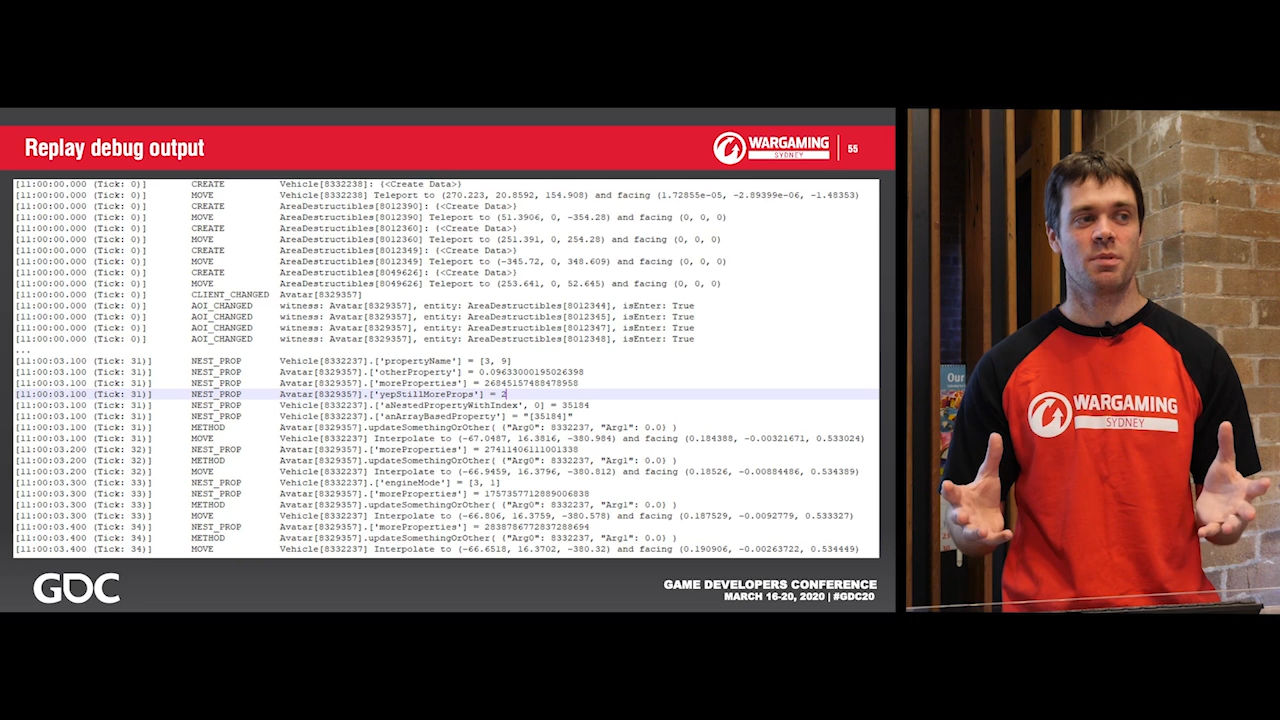 Replay debug output
WARGAMING
SYDNEY
55
[11:00:00.000 (Tick: 0)] CREATE Vehicle[8332238]: {<Create Data>}
[11:00:00.000 (Tick: 0)] MOVE Vehicle[8332238] Teleport to (270.223, 20.8592, 154.908) and facing (1.72855e-05, -2.89399e-06, -1.48353)
[11:00:00.000 (Tick: 0)] CREATE AreaDestructibles[8012390]: {<Create Data>}
[11:00:00.000 (Tick: 0)] MOVE AreaDestructibles[8012390] Teleport to (51.3906, 0, -354.28) and facing (0, 0, 0)
[11:00:00.000 (Tick: 0)] CREATE AreaDestructibles[8012360]: {<Create Data>}
[11:00:00.000 (Tick: 0)] MOVE AreaDestructibles[8012360] Teleport to (251.391, 0, 254.28) and facing (0, 0, 0)
[11:00:00.000 (Tick: 0)] CREATE AreaDestructibles[8012349]: {<Create Data>}
[11:00:00.000 (Tick: 0)] MOVE AreaDestructibles[8012349] Teleport to (-345.72, 0, 348.609) and facing (0, 0, 0)
[11:00:00.000 (Tick: 0)] CREATE AreaDestructibles[8049626]: {<Create Data>}
[11:00:00.000 (Tick: 0)] MOVE AreaDestructibles[8049626] Teleport to (253.641, 0, 52.645) and facing (0, 0, 0)
[11:00:00.000 (Tick: 0)] CLIENT_CHANGED Avatar[8329357]
[11:00:00.000 (Tick: 0)] AOI_CHANGED witness: Avatar[8329357], entity: AreaDestructibles[8012344], isEnter: True
[11:00:00.000 (Tick: 0)] AOI_CHANGED witness: Avatar[8329357], entity: AreaDestructibles[8012345], isEnter: True
[11:00:00.000 (Tick: 0)] AOI_CHANGED witness: Avatar[8329357], entity: AreaDestructibles[8012347], isEnter: True
[11:00:00.000 (Tick: 0)] AOI_CHANGED witness: Avatar[8329357], entity: AreaDestructibles[8012348], isEnter: True
...
[11:00:03.100 (Tick: 31)] NEST_PROP Vehicle[8332237].['propertyName'] = [3, 9]
[11:00:03.100 (Tick: 31)] NEST_PROP Avatar[8329357].['otherProperty'] = 0.09633000195026398
[11:00:03.100 (Tick: 31)] NEST_PROP Avatar[8329357].['moreProperties'] = 26845157488478958
[11:00:03.100 (Tick: 31)] NEST_PROP Avatar[8329357].['yepStillMoreProps'] = 2
[11:00:03.100 (Tick: 31)] NEST_PROP Vehicle[8332237].['aNestedPropertyWithIndex', 0] = 35184
[11:00:03.100 (Tick: 31)] NEST_PROP Vehicle[8332237].['anArrayBasedProperty'] = "[35184]"
[11:00:03.100 (Tick: 31)] METHOD Avatar[8329357].updateSomethingOrOther( {"Arg0": 8332237, "Arg1": 0.0} )
[11:00:03.100 (Tick: 31)] MOVE Vehicle[8332237] Interpolate to (-67.0487, 16.3816, -380.984) and facing (0.184388, -0.00321671, 0.533024)
[11:00:03.200 (Tick: 32)] NEST_PROP Avatar[8329357].['moreProperties'] = 27411406111001338
[11:00:03.200 (Tick: 32)] METHOD Avatar[8329357].updateSomethingOrOther( {"Arg0": 8332237, "Arg1": 0.0} )
[11:00:03.200 (Tick: 32)] MOVE Vehicle[8332237] Interpolate to (-66.9459, 16.3796, -380.812) and facing (0.18526, -0.00884486, 0.534389)
[11:00:03.300 (Tick: 33)] NEST_PROP Vehicle[8332237].['engineMode'] = [3, 1]
[11:00:03.300 (Tick: 33)] NEST_PROP Avatar[8329357].['moreProperties'] = 1757357712889006838
[11:00:03.300 (Tick: 33)] METHOD Avatar[8329357].updateSomethingOrOther( {"Arg0": 8332237, "Arg1": 0.0} )
[11:00:03.300 (Tick: 33)] MOVE Vehicle[8332237] Interpolate to (-66.806, 16.3759, -380.578) and facing (0.187529, -0.0092779, 0.533327)
[11:00:03.400 (Tick: 34)] NEST_PROP Avatar[8329357].['moreProperties'] = 2838786772837288694
[11:00:03.400 (Tick: 34)] METHOD Avatar[8329357].updateSomethingOrOther( {"Arg0": 8332237, "Arg1": 0.0} )
[11:00:03.400 (Tick: 34)] MOVE Vehicle[8332237] Interpolate to (-66.6518, 16.3702, -380.32) and facing (0.190906, -0.00263722, 0.534449)
GDC
GAME DEVELOPERS CONFERENCE
MARCH 16-20, 2020 | #GDC20
Our
WARGAMING
SYDNEY